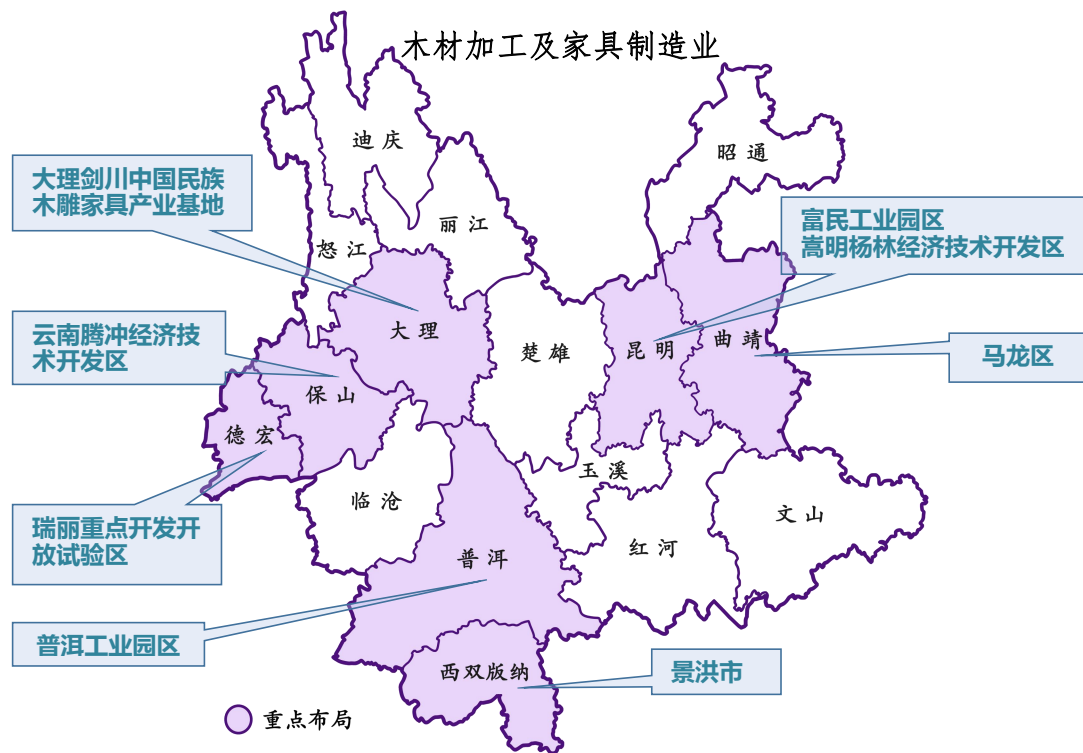 木材加工及家具制造业
迪庆
昭通
大理剑川中国民族
木雕家具产业基地
丽江
富民工业园区
嵩明杨林经济技术开发区
怒江
云南腾冲经济技
术开发区
大理
楚雄
昆明
曲靖
马龙区
保山
德宏
临沧
玉溪
文山
瑞丽重点开发开
放试验区
红河
普洱
普洱工业园区
西双版纳
景洪市
重点布局